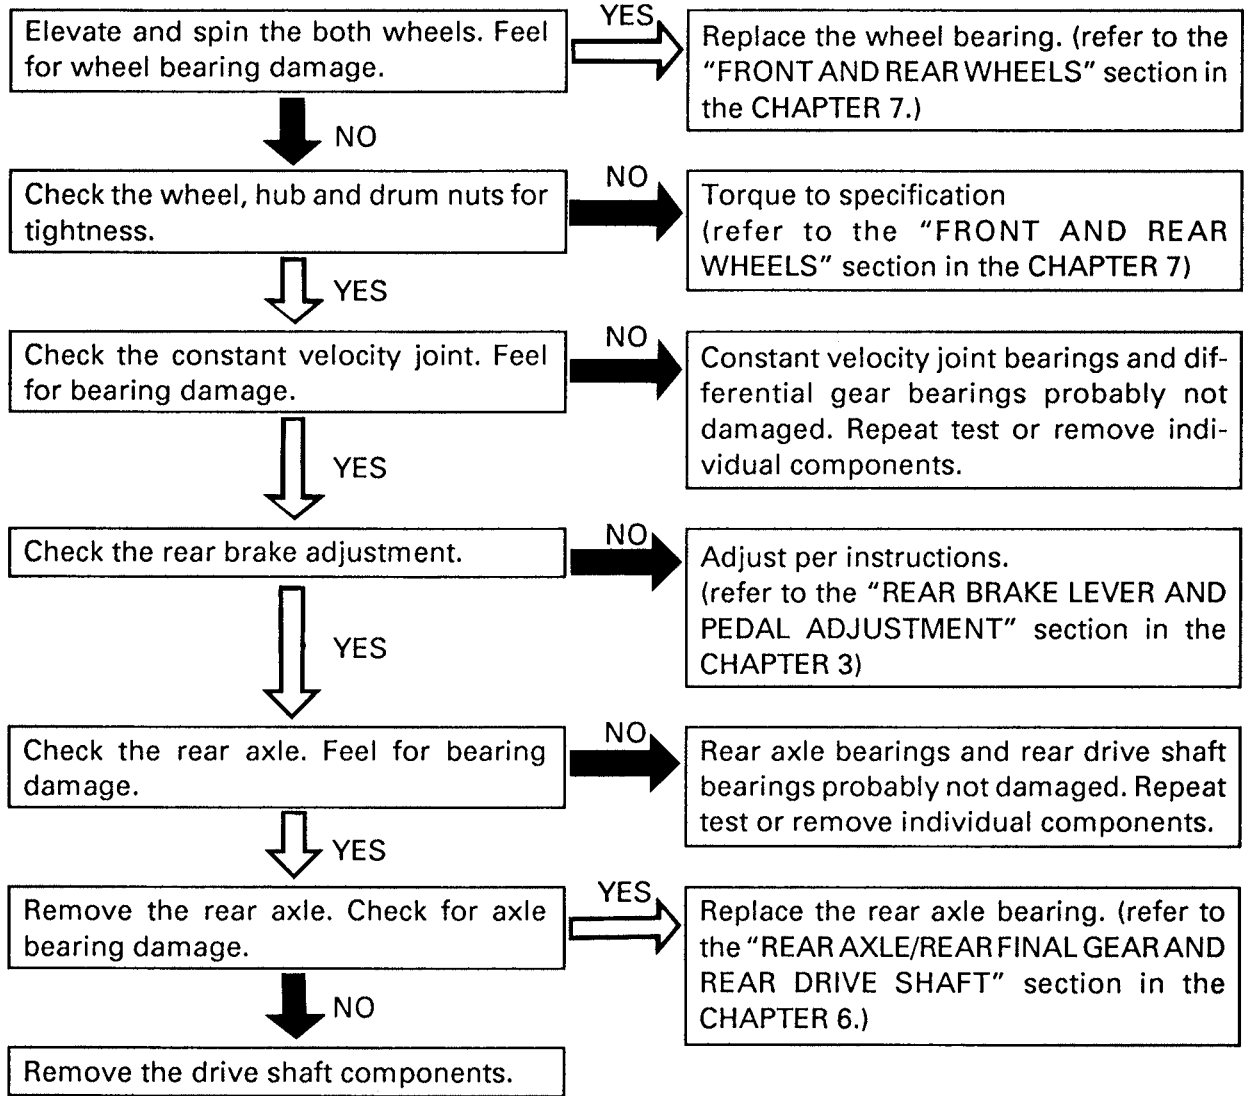 Elevate and spin the both wheels. Feel
for wheel bearing damage.
YES
Replace the wheel bearing. (refer to the
"FRONT AND REAR WHEELS" section in
the CHAPTER 7.)
NO
Check the wheel, hub and drum nuts for
tightness.
NO
Torque to specification
(refer to the "FRONT AND REAR
WHEELS" section in the CHAPTER 7)
YES
Check the constant velocity joint. Feel
for bearing damage.
NO
Constant velocity joint bearings and dif-
ferential gear bearings probably not
damaged. Repeat test or remove indi-
vidual components.
YES
Check the rear brake adjustment.
NO
Adjust per instructions.
(refer to the "REAR BRAKE LEVER AND
PEDAL ADJUSTMENT" section in the
CHAPTER 3)
YES
Check the rear axle. Feel for bearing
damage.
NO
Rear axle bearings and rear drive shaft
bearings probably not damaged. Repeat
test or remove individual components.
YES
Remove the rear axle. Check for axle
bearing damage.
YES
Replace the rear axle bearing. (refer to
the "REAR AXLE/REAR FINAL GEAR AND
REAR DRIVE SHAFT" section in the
CHAPTER 6.)
NO
Remove the drive shaft components.